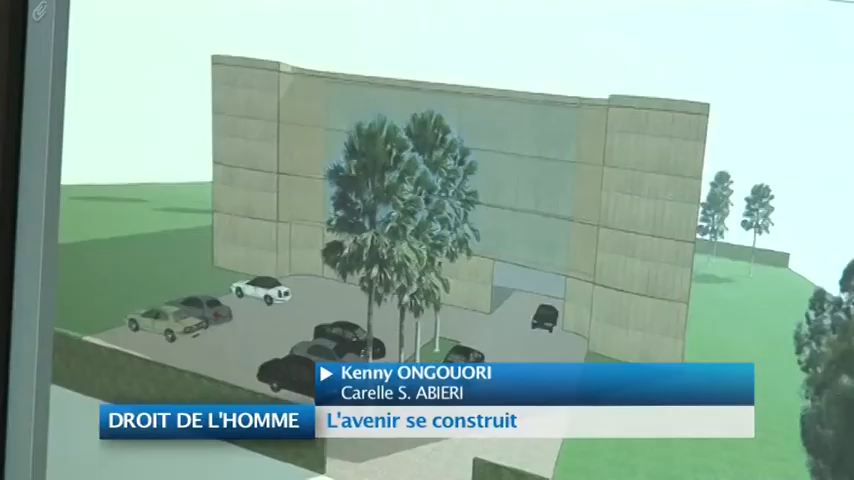 Kenny ONGOUORI
Carelle S. ABIERI
DROIT DE L'HOMME
L'avenir se construit